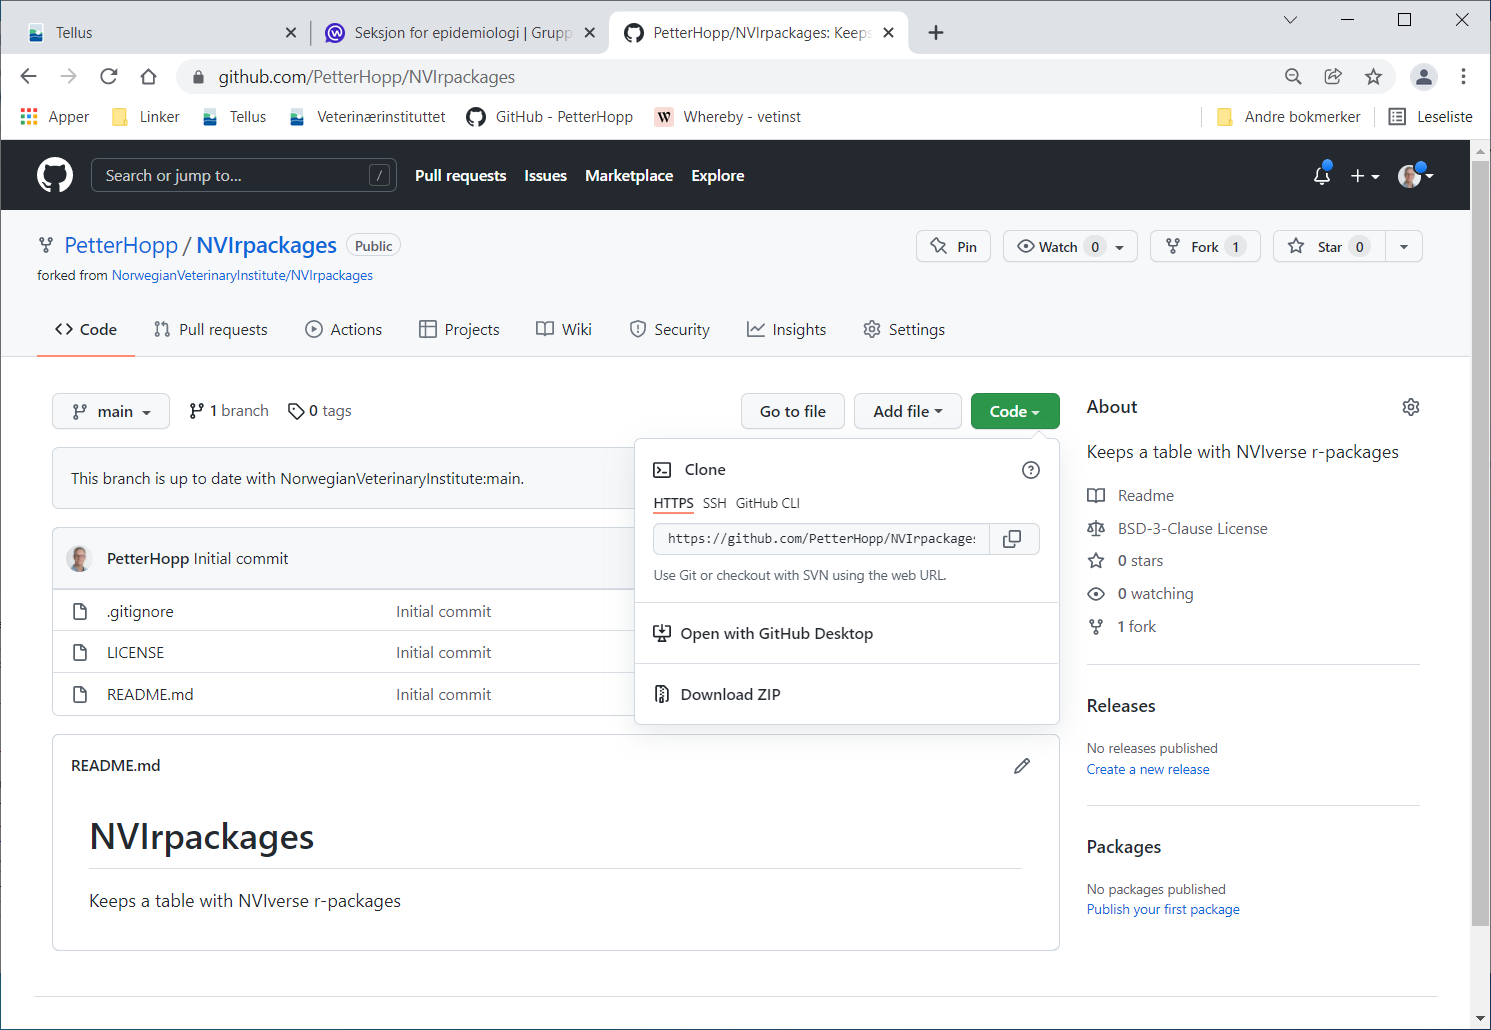 Tellus
Seksjon for epidemiologi | Grupp
PetterHopp/NVIrpackages: Keeps
github.com/PetterHopp/NVIrpackages
Apper
Linker
Tellus
Veterinærinstituttet
GitHub - PetterHopp
W
Whereby - vetinst
Andre bokmerker
Leseliste
Search or jump to...
/
Pull requests
Issues
Marketplace
Explore
PetterHopp / NVIrpackages
Public
Pin
Watch 0
Fork 1
Star 0
forked from NorwegianVeterinaryInstitute/NVIrpackages
Code
Pull requests
Actions
Projects
Wiki
Security
Insights
Settings
main
1 branch
0 tags
Go to file
Add file
Code
This branch is up to date with NorwegianVeterinaryInstitute:main.
PetterHopp Initial commit
.gitignore
Initial commit
LICENSE
Initial commit
README.md
Initial commit
Clone
HTTPS
SSH
GitHub CLI
https://github.com/PetterHopp/NVIrpackages
Use Git or checkout with SVN using the web URL.
Open with GitHub Desktop
Download ZIP
README.md
NVIrpackages
Keeps a table with NVIverse r-packages
About
Keeps a table with NVIverse r-packages
Readme
BSD-3-Clause License
0 stars
0 watching
1 fork
Releases
No releases published
Create a new release
Packages
No packages published
Publish your first package